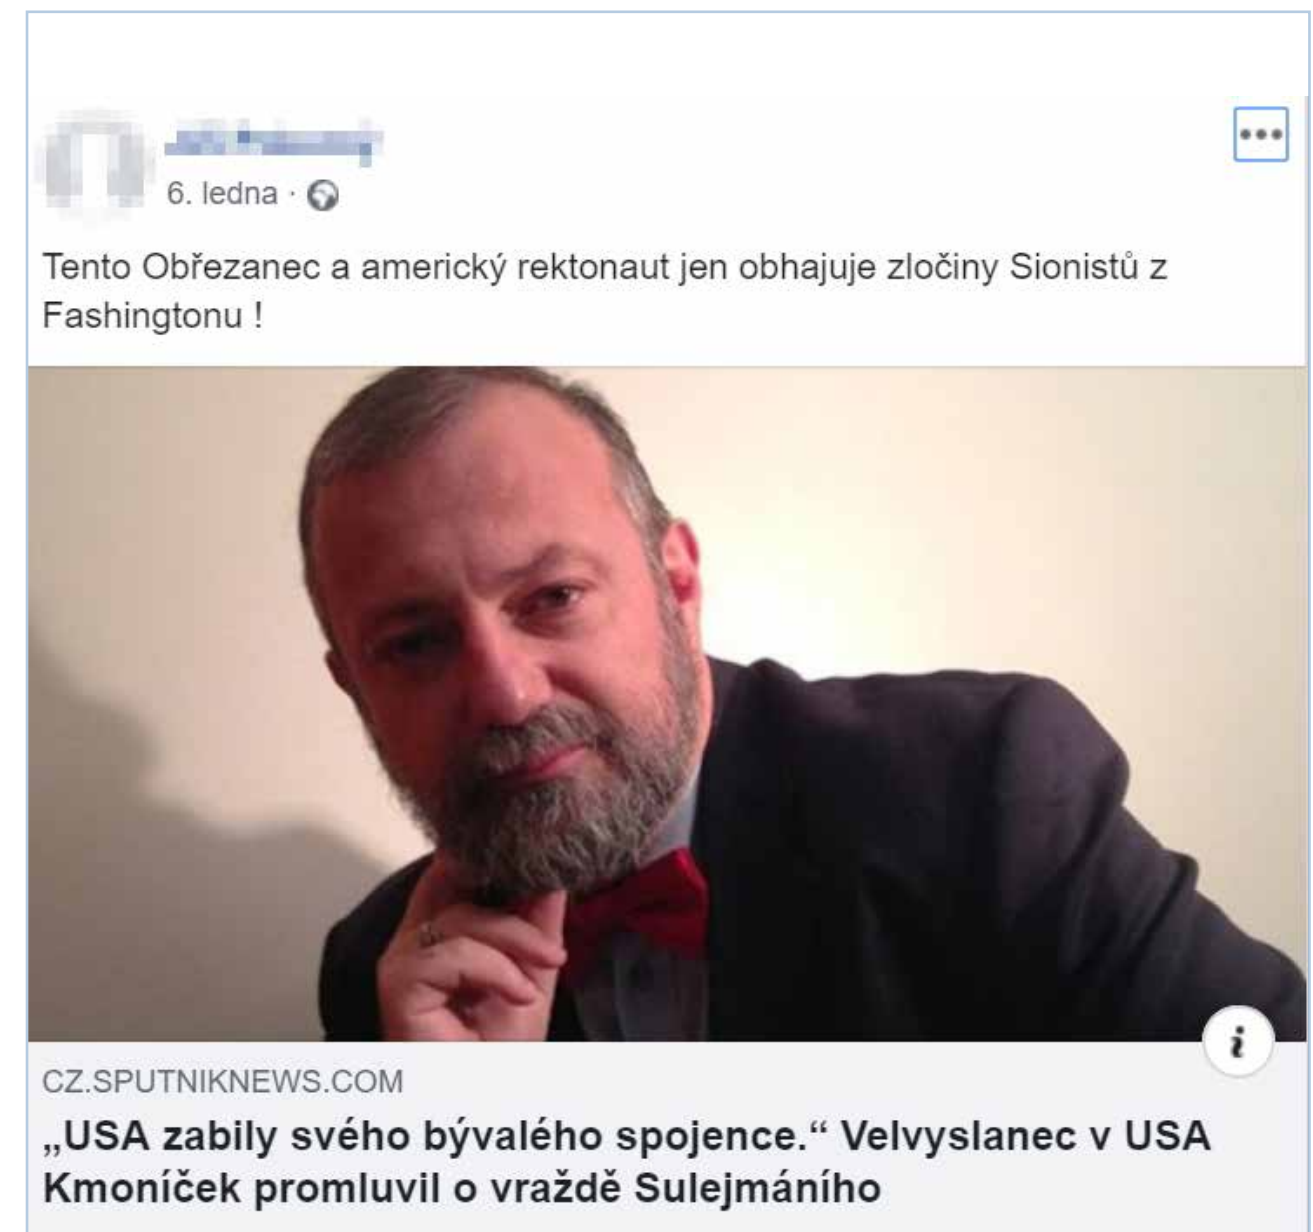 6. ledna ·
Tento Obřezanec a americký rektonaut jen obhajuje zločiny Sionistů z
Fashingtonu !
CZ.SPUTNIKNEWS.COM
„USA zabily svého bývalého spojence.“ Velvyslanec v USA
Kmoníček promluvil o vraždě Sulejmáního